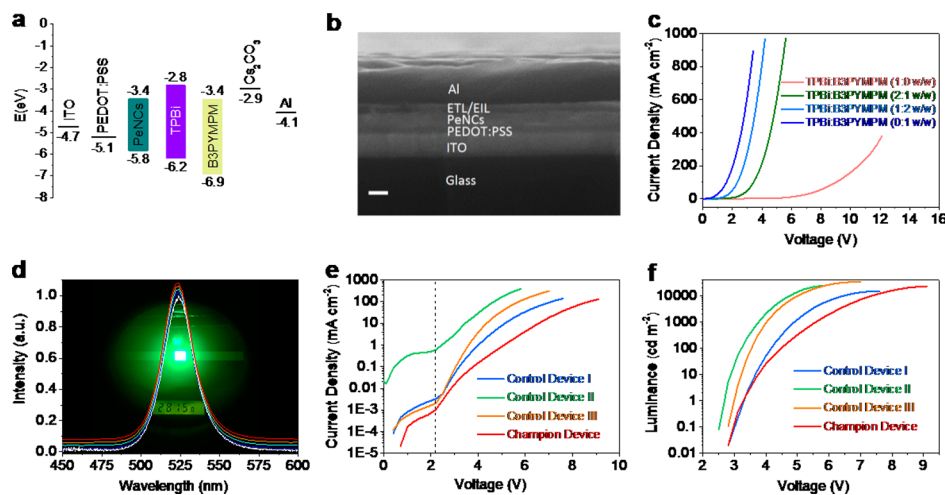 a
E(eV)
-1
-2
-3
-4
-5
-6
-7
-8
ITO
-4.7
PEDOT:PSS
-5.1
-3.4
PeNCs
-5.8
-2.8
TPBi
-6.2
-3.4
B3PYMPM
-6.9
Cs2CO3
-2.9
Al
-4.1
b
Al
ETL/EIL
PeNCs
PEDOT:PSS
ITO
Glass
c
Current Density (mA cm-2)
1000
800
600
400
200
0
TPBi:B3PYMPM (1:0 w/w)
TPBi:B3PYMPM (2:1 w/w)
TPBi:B3PYMPM (1:2 w/w)
TPBi:B3PYMPM (0:1 w/w)
0 2 4 6 8 10 12 14 16
Voltage (V)
d
Intensity (a.u.)
1.0
0.8
0.6
0.4
0.2
0.0
450 475 500 525 550 575 600
Wavelength (nm)
e
Current Density (mA cm-2)
1000
100
10
1
0.1
0.01
1E-3
1E-4
1E-5
Control Device I
Control Device II
Control Device III
Champion Device
0 2 4 6 8 10
Voltage (V)
f
Luminance (cd m-2)
10000
1000
100
10
1
0.1
0.01
Control Device I
Control Device II
Control Device III
Champion Device
2 3 4 5 6 7 8 9
Voltage (V)